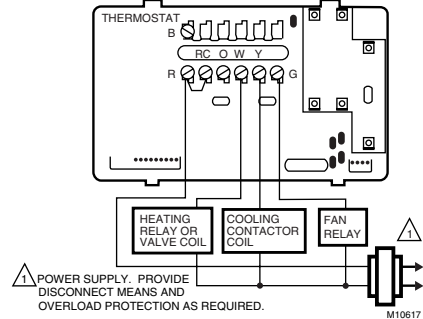 THERMOSTAT
B
RC O W Y
R
G
HEATING
RELAY OR
VALVE COIL
COOLING
CONTACTOR
COIL
FAN
RELAY
1
1 POWER SUPPLY. PROVIDE
DISCONNECT MEANS AND
OVERLOAD PROTECTION AS REQUIRED.
M10617